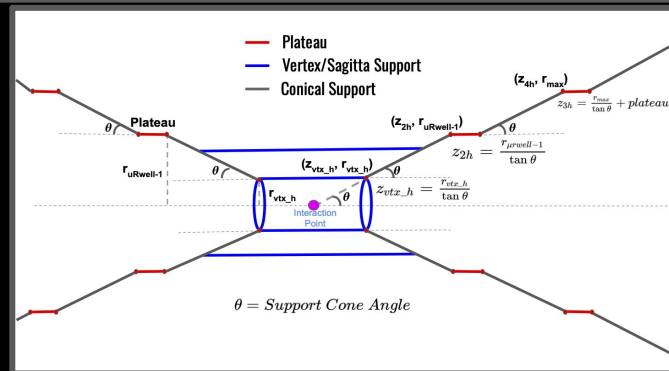 Plateau
Vertex/Sagitta Support
Conical Support
(z4h, rmax)
z3h = rmax / tan θ + plateau
Plateau
(z2h, ruRwell-1)
θ
θ
z2h = rμrwell−1 / tan θ
ruRwell-1
θ
(zvtx_h, rvtx_h)
θ
zvtx_h = rvtx_h / tan θ
rvtx_h
θ
Interaction
Point
θ = Support Cone Angle